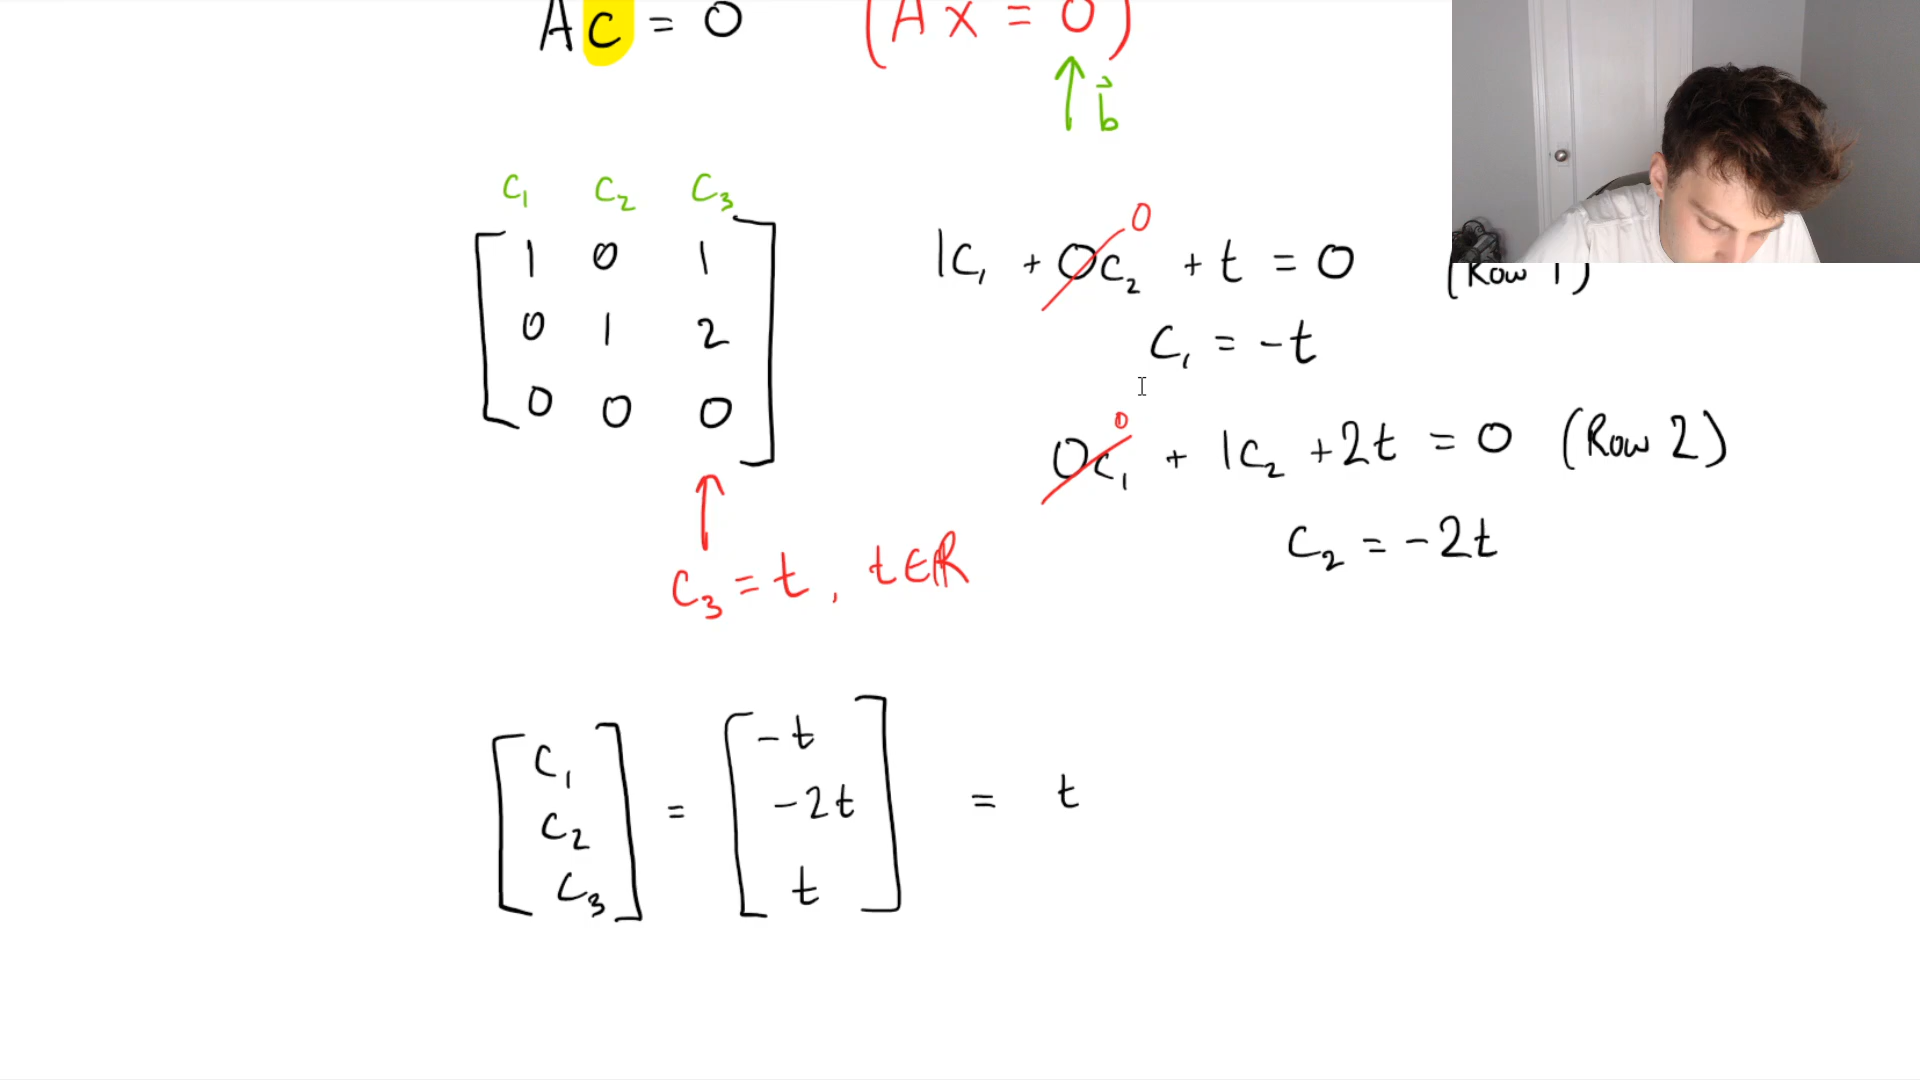 Ac = 0 (Ax = 0)
b⃗
c₁ c₂ c₃
1 0 1
0 1 2
0 0 0
1c₁ + 0c₂ 0 + t = 0 (Row 1)
c₁ = -t
0c₁ 0 + 1c₂ + 2t = 0 (Row 2)
c₂ = -2t
c₃ = t, t∈ℝ
[c₁ c₂ c₃] = [-t -2t t] = t